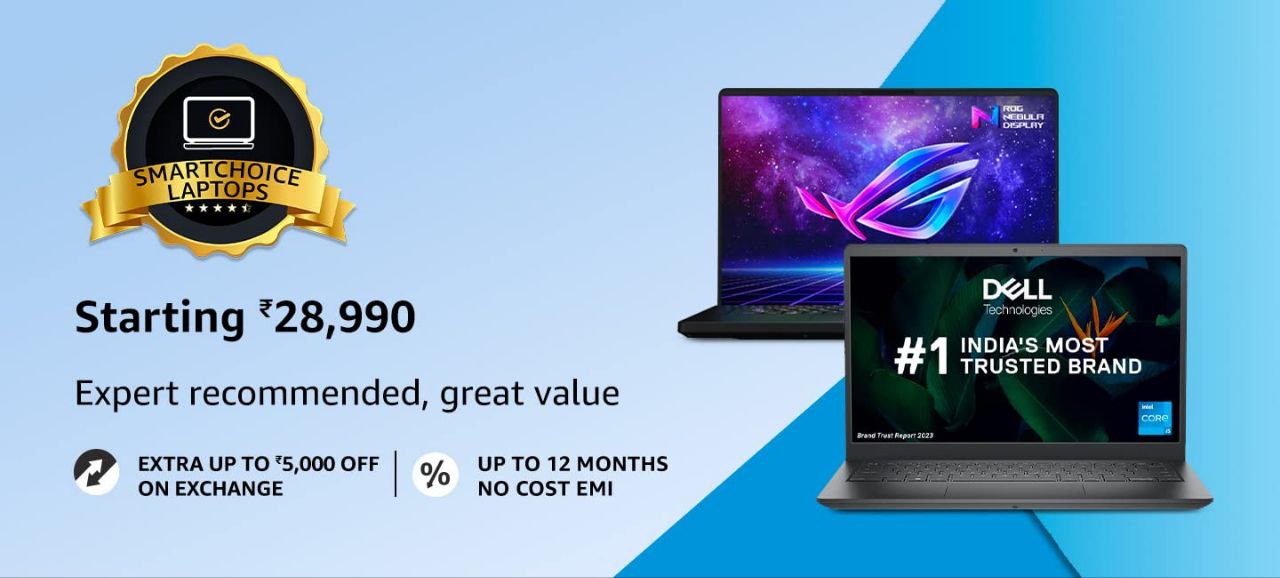 SMARTCHOICE
LAPTOPS
Starting ₹28,990
Expert recommended, great value
EXTRA UP TO ₹5,000 OFF
ON EXCHANGE
%
UP TO 12 MONTHS
NO COST EMI
ROG
NEBULA
DISPLAY
DELL
Technologies
#1 INDIA'S MOST
TRUSTED BRAND
intel
CORE
i5
Brand Trust Report 2023